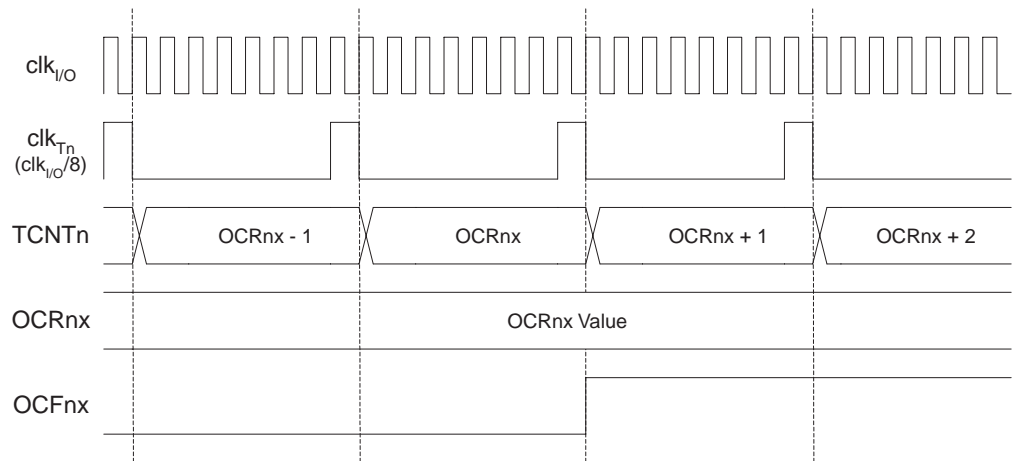 clkI/O
clkTn
(clkI/O/8)
TCNTn
OCRnx - 1 OCRnx OCRnx + 1 OCRnx + 2
OCRnx
OCRnx Value
OCFnx